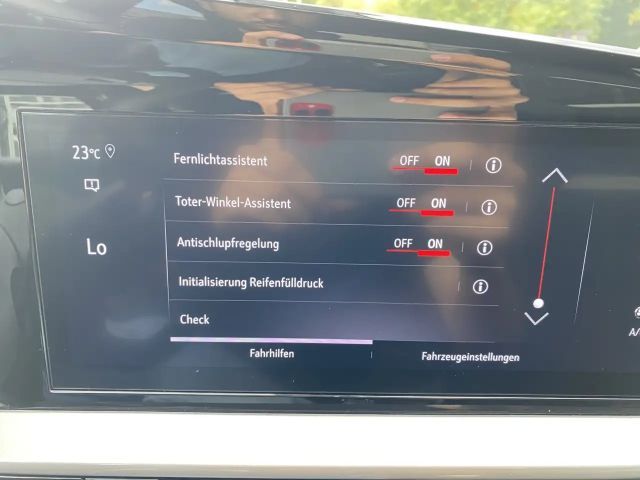 23°C
Fernlichtassistent OFF ON
Toter-Winkel-Assistent OFF ON
Lo
Antischlupfregelung OFF ON
Initialisierung Reifenfülldruck
Check
Fahrhilfen
Fahrzeugeinstellungen
A/